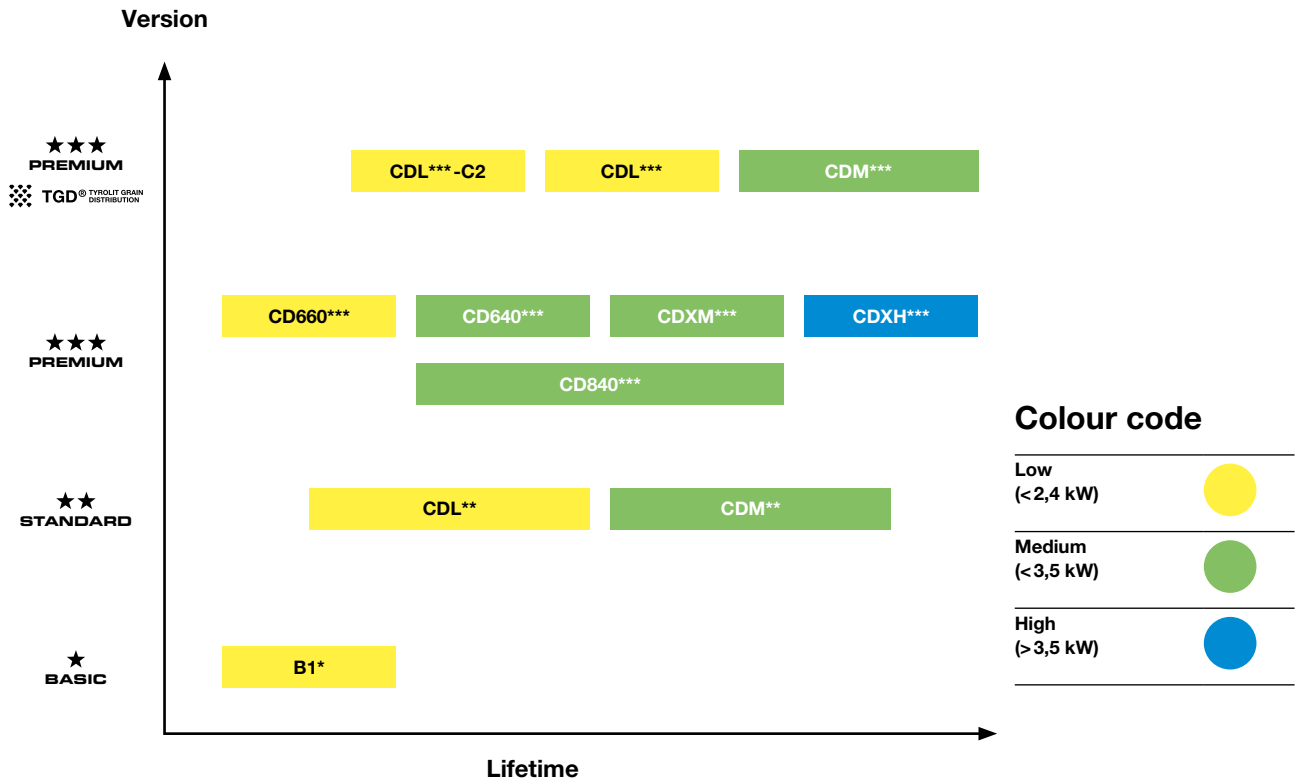 Version
★★★
PREMIUM
TGD® TYROLIT GRAIN
DISTRIBUTION
CDL***-C2
CDL***
CDM***
★★★
PREMIUM
CD660***
CD640***
CDXM***
CDXH***
CD840***
★★
STANDARD
CDL**
CDM**
★
BASIC
B1*
Lifetime
Colour code
Low
(< 2,4 kW)
Medium
(< 3,5 kW)
High
(> 3,5 kW)